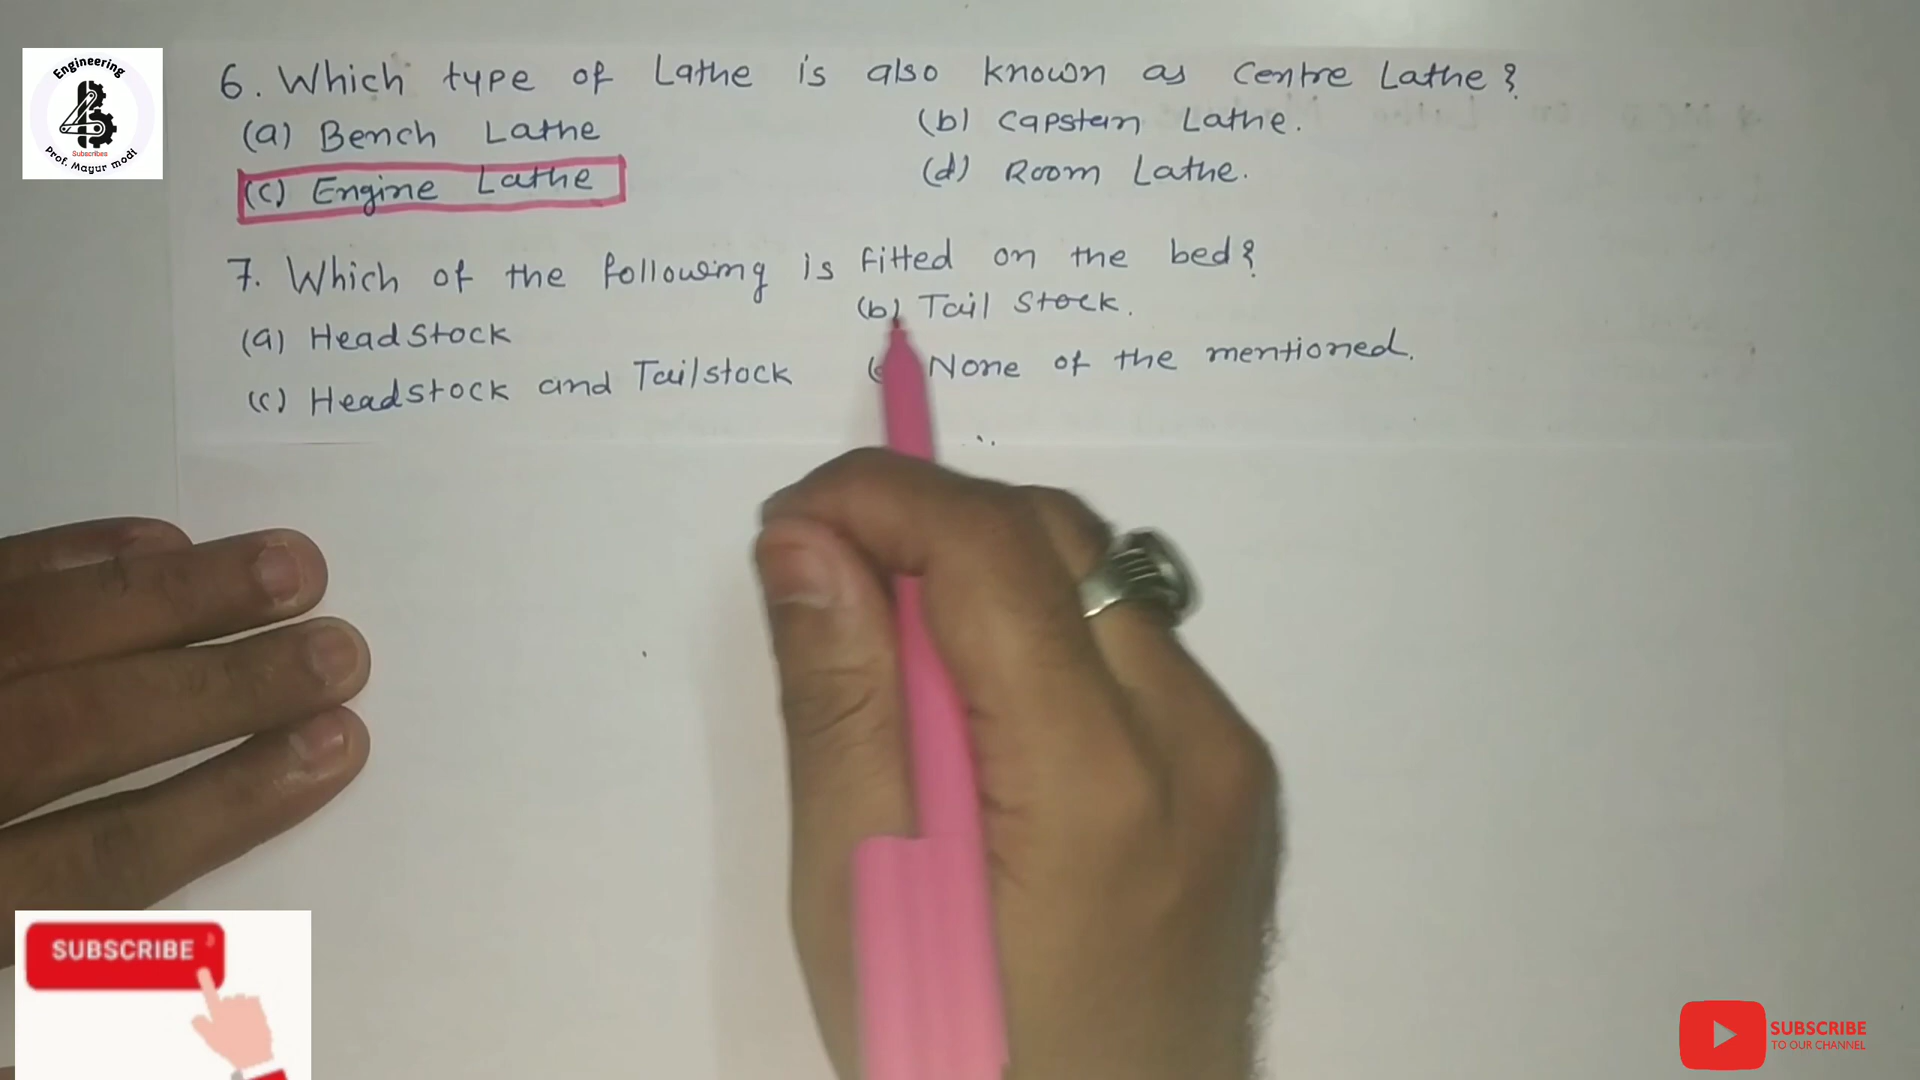 Engineering
Subscribes
Prof. Mayur modi
6. Which type of Lathe is also known as Centre Lathe?
(a) Bench Lathe (b) Capstan Lathe.
(c) Engine Lathe (d) Room Lathe.
7. Which of the following is fitted on the bed?
(a) HeadStock (b) Tail Stock.
(c) Headstock and Tailstock None of the mentioned.
SUBSCRIBE
SUBSCRIBE
TO OUR CHANNEL